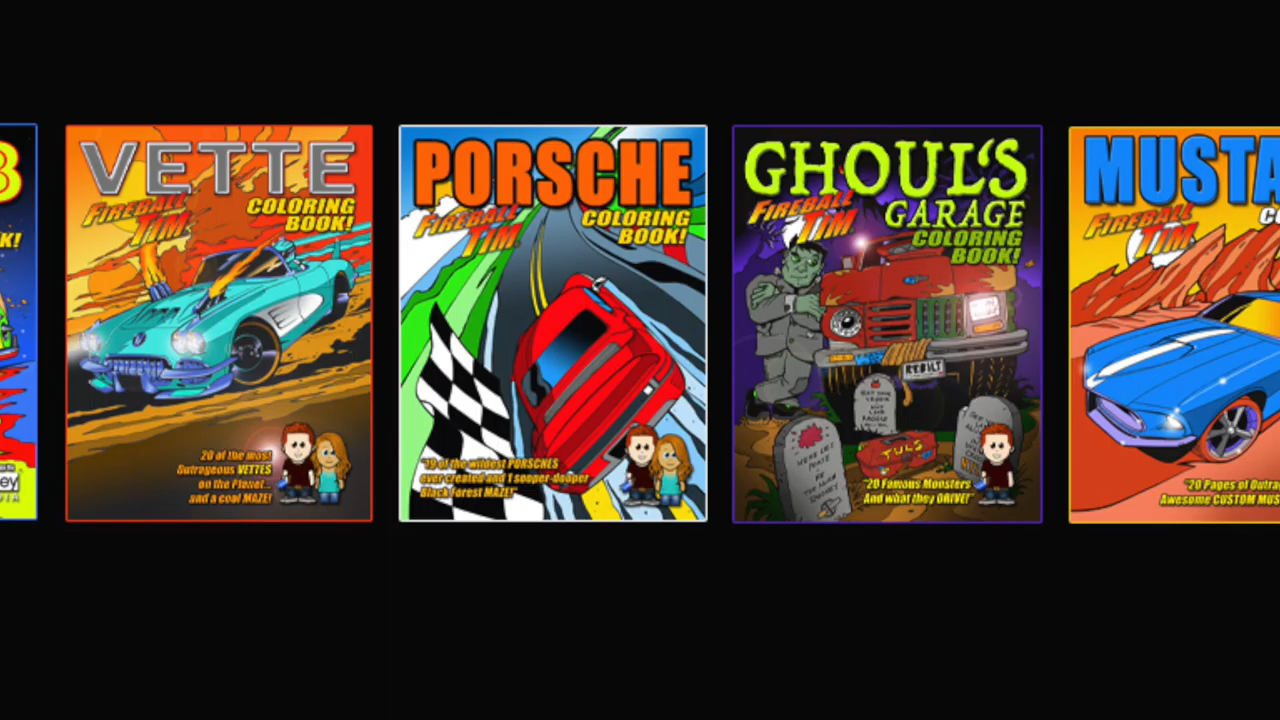 B
K!
ey
VETTE
FIREBALL
TIM
COLORING
BOOK!
20 of the most
Outrageous VETTES
on the Planet...
and a cool MAZE!
PORSCHE
FIREBALL
TIM
COLORING
BOOK!
"19 of the wildest PORSCHES
ever created and 1 sooper-dooper
Black Forest MAZE!"
GHOUL'S
GARAGE
FIREBALL
TIM
COLORING
BOOK!
REBILT
TULS
"20 Famous Monsters
And what they DRIVE!"
MUSTA
FIREBALL
TIM
"20 Pages of Outra
Awesome CUSTOM MUS